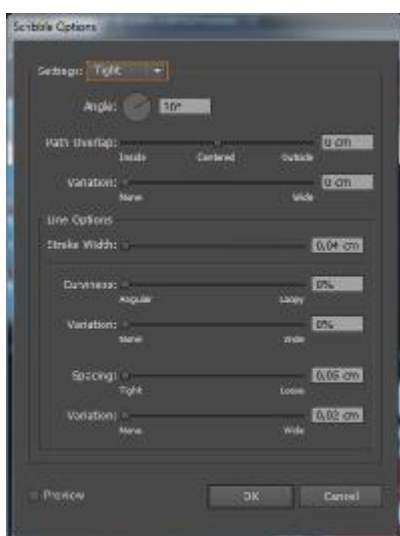 Scribble Options
Settings: Tight
Angle: 30°
Path Overlap: 0 cm
Inside Centered Outside
Variation: 0 cm
None Wide
Line Options
Stroke Width: 0,04 cm
Curviness: 0%
Angular Loopy
Variation: 0%
None Wide
Spacing: 0,05 cm
Tight Loose
Variation: 0,02 cm
None Wide
Preview OK Cancel